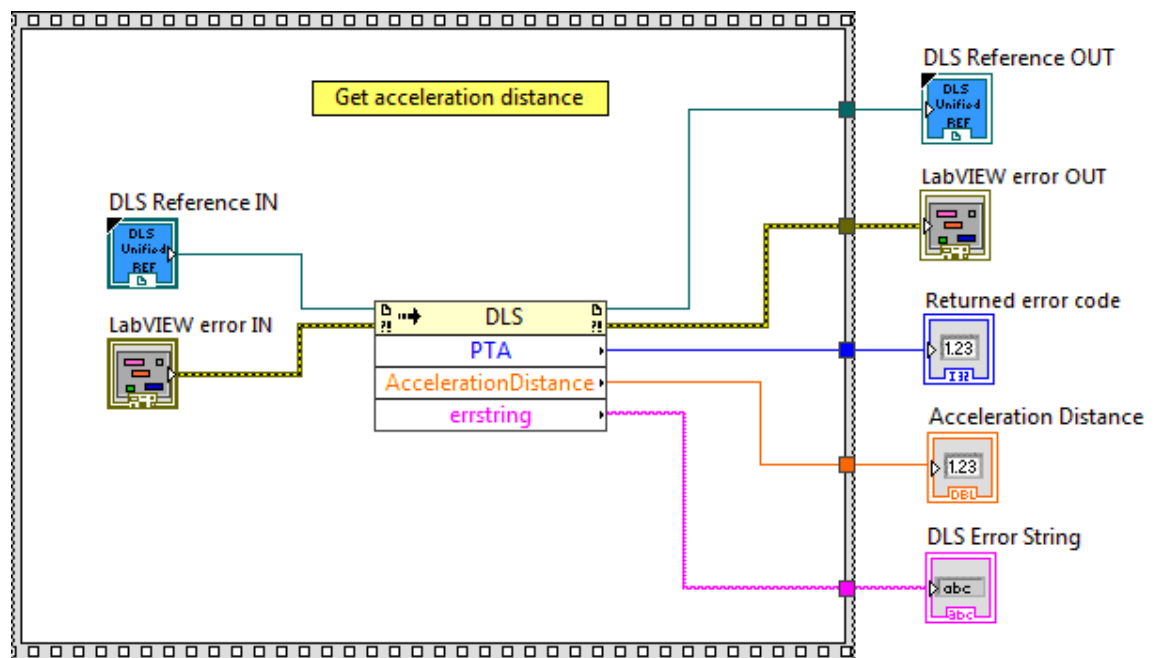 DLS Reference OUT
DLS
Unified
REF
Get acceleration distance
LabVIEW error OUT
DLS Reference IN
DLS
Unified
REF
Returned error code
1.23
I32
LabVIEW error IN
?!
DLS
?!
PTA
AccelerationDistance
errstring
Acceleration Distance
1.23
DBL
DLS Error String
abc
abc